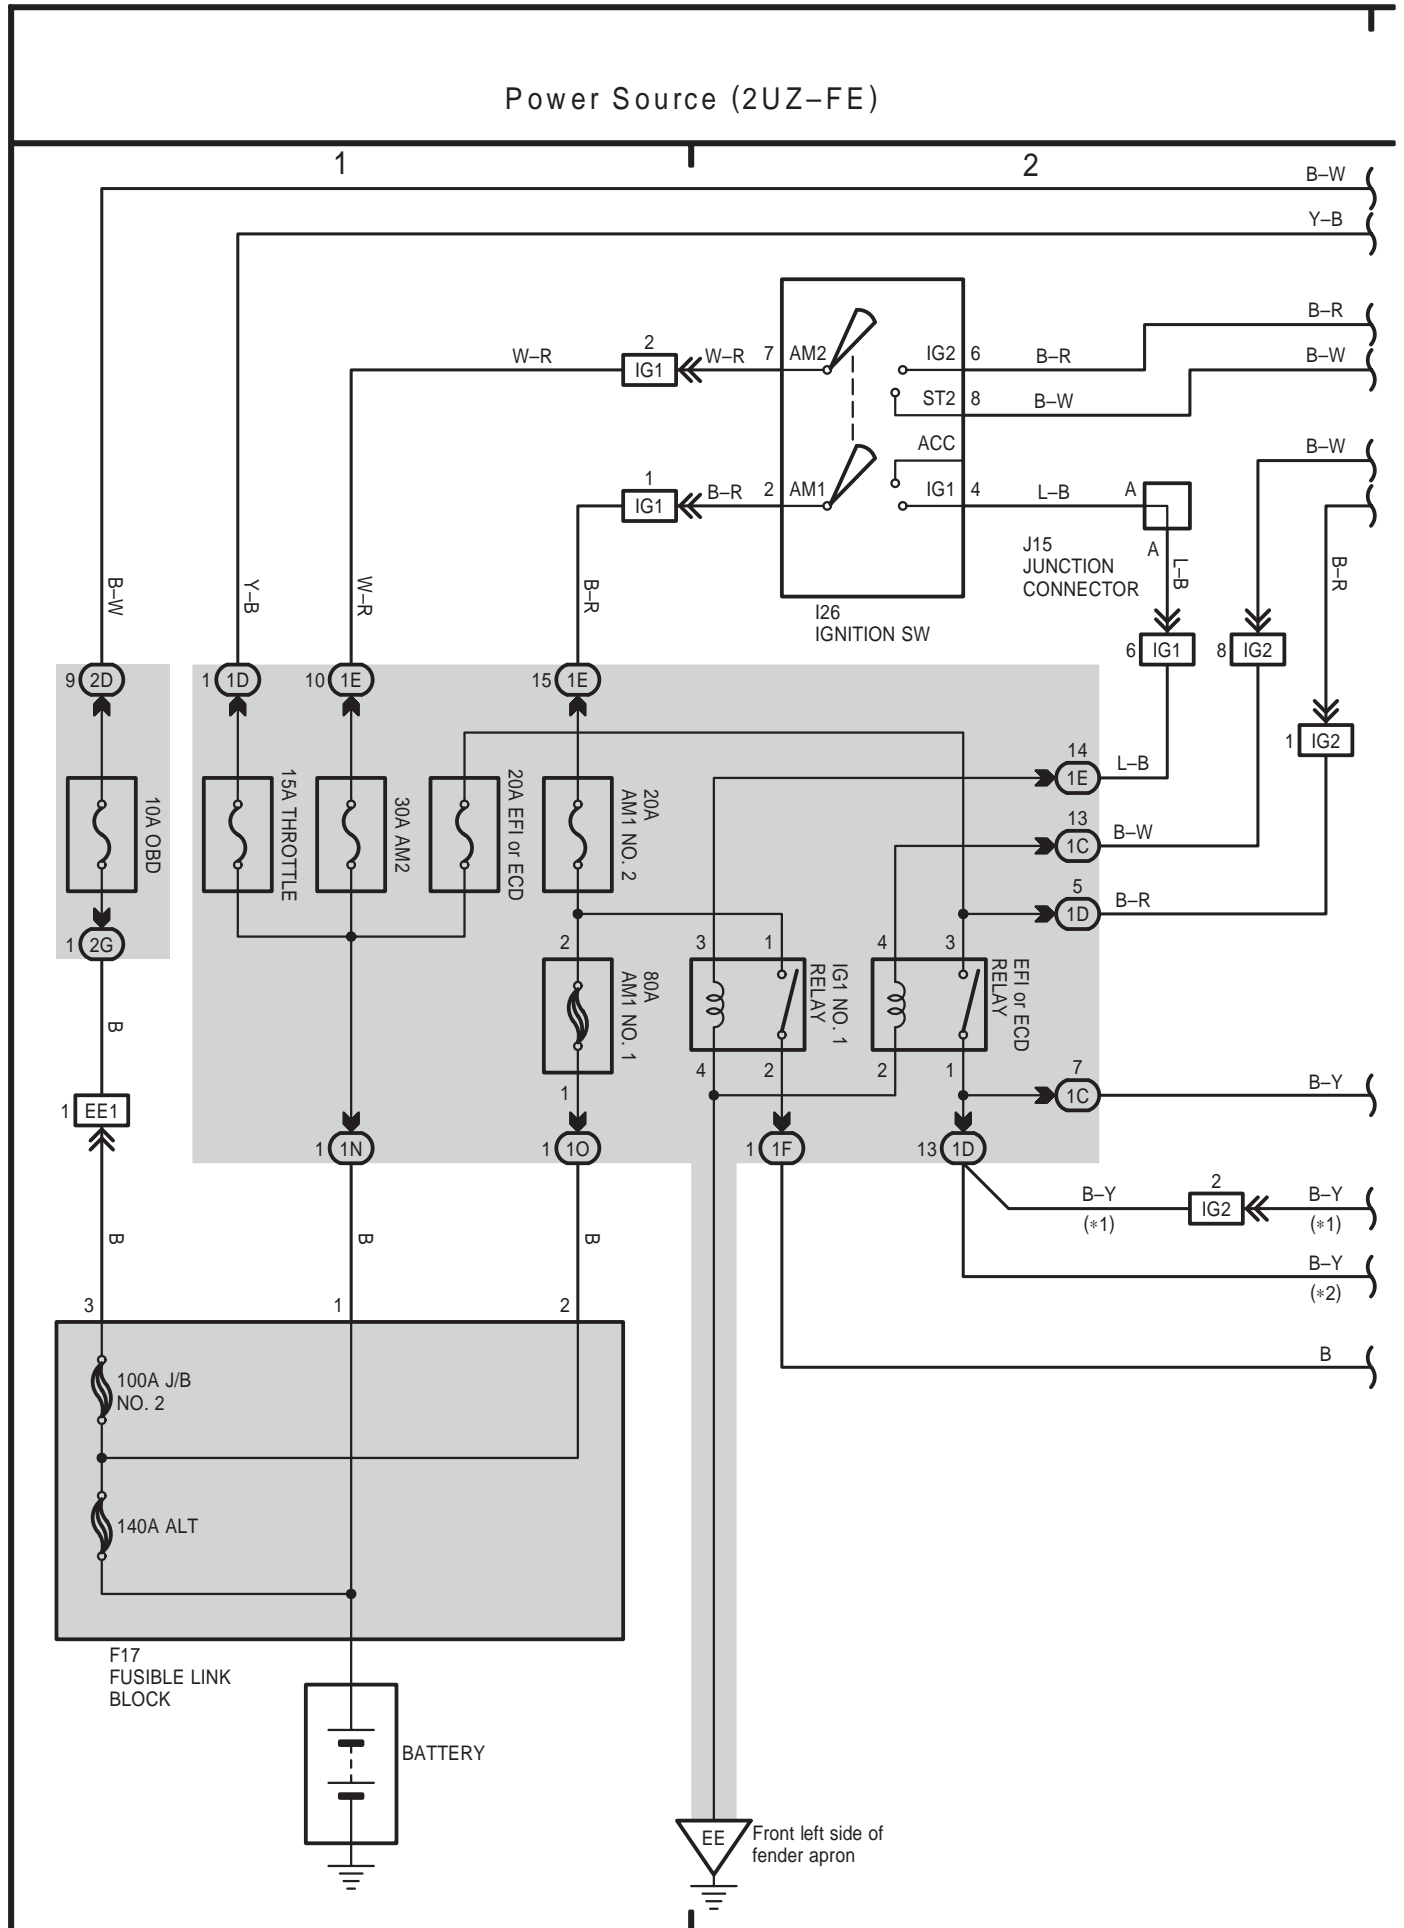 Power Source (2UZ–FE)
1
2
B–W
Y–B
B–R
B–W
2
IG1
W–R
W–R
7
AM2
IG2
6
B–R
ST2
8
B–W
ACC
1
IG1
B–R
2
AM1
IG1
4
L–B
A
A
B–W
J15
JUNCTION
CONNECTOR
L–B
B–R
I26
IGNITION SW
B–W
Y–B
W–R
B–R
6
IG1
8
IG2
1
IG2
9
2D
1
1D
10
1E
15
1E
10A OBD
15A THROTTLE
30A AM2
20A EFI or ECD
20A
AM1 NO. 2
14
1E
L–B
13
1C
B–W
5
1D
B–R
1
2G
2
80A
AM1 NO. 1
1
3
1
IG1 NO. 1
RELAY
4
2
4
3
EFI or ECD
RELAY
2
1
7
1C
B–Y
B
1
EE1
1
1N
1
1O
1
1F
13
1D
B–Y
(*1)
2
IG2
B–Y
(*1)
B
B
B
B–Y
(*2)
3
1
2
B
100A J/B
NO. 2
140A ALT
F17
FUSIBLE LINK
BLOCK
BATTERY
EE
Front left side of
fender apron